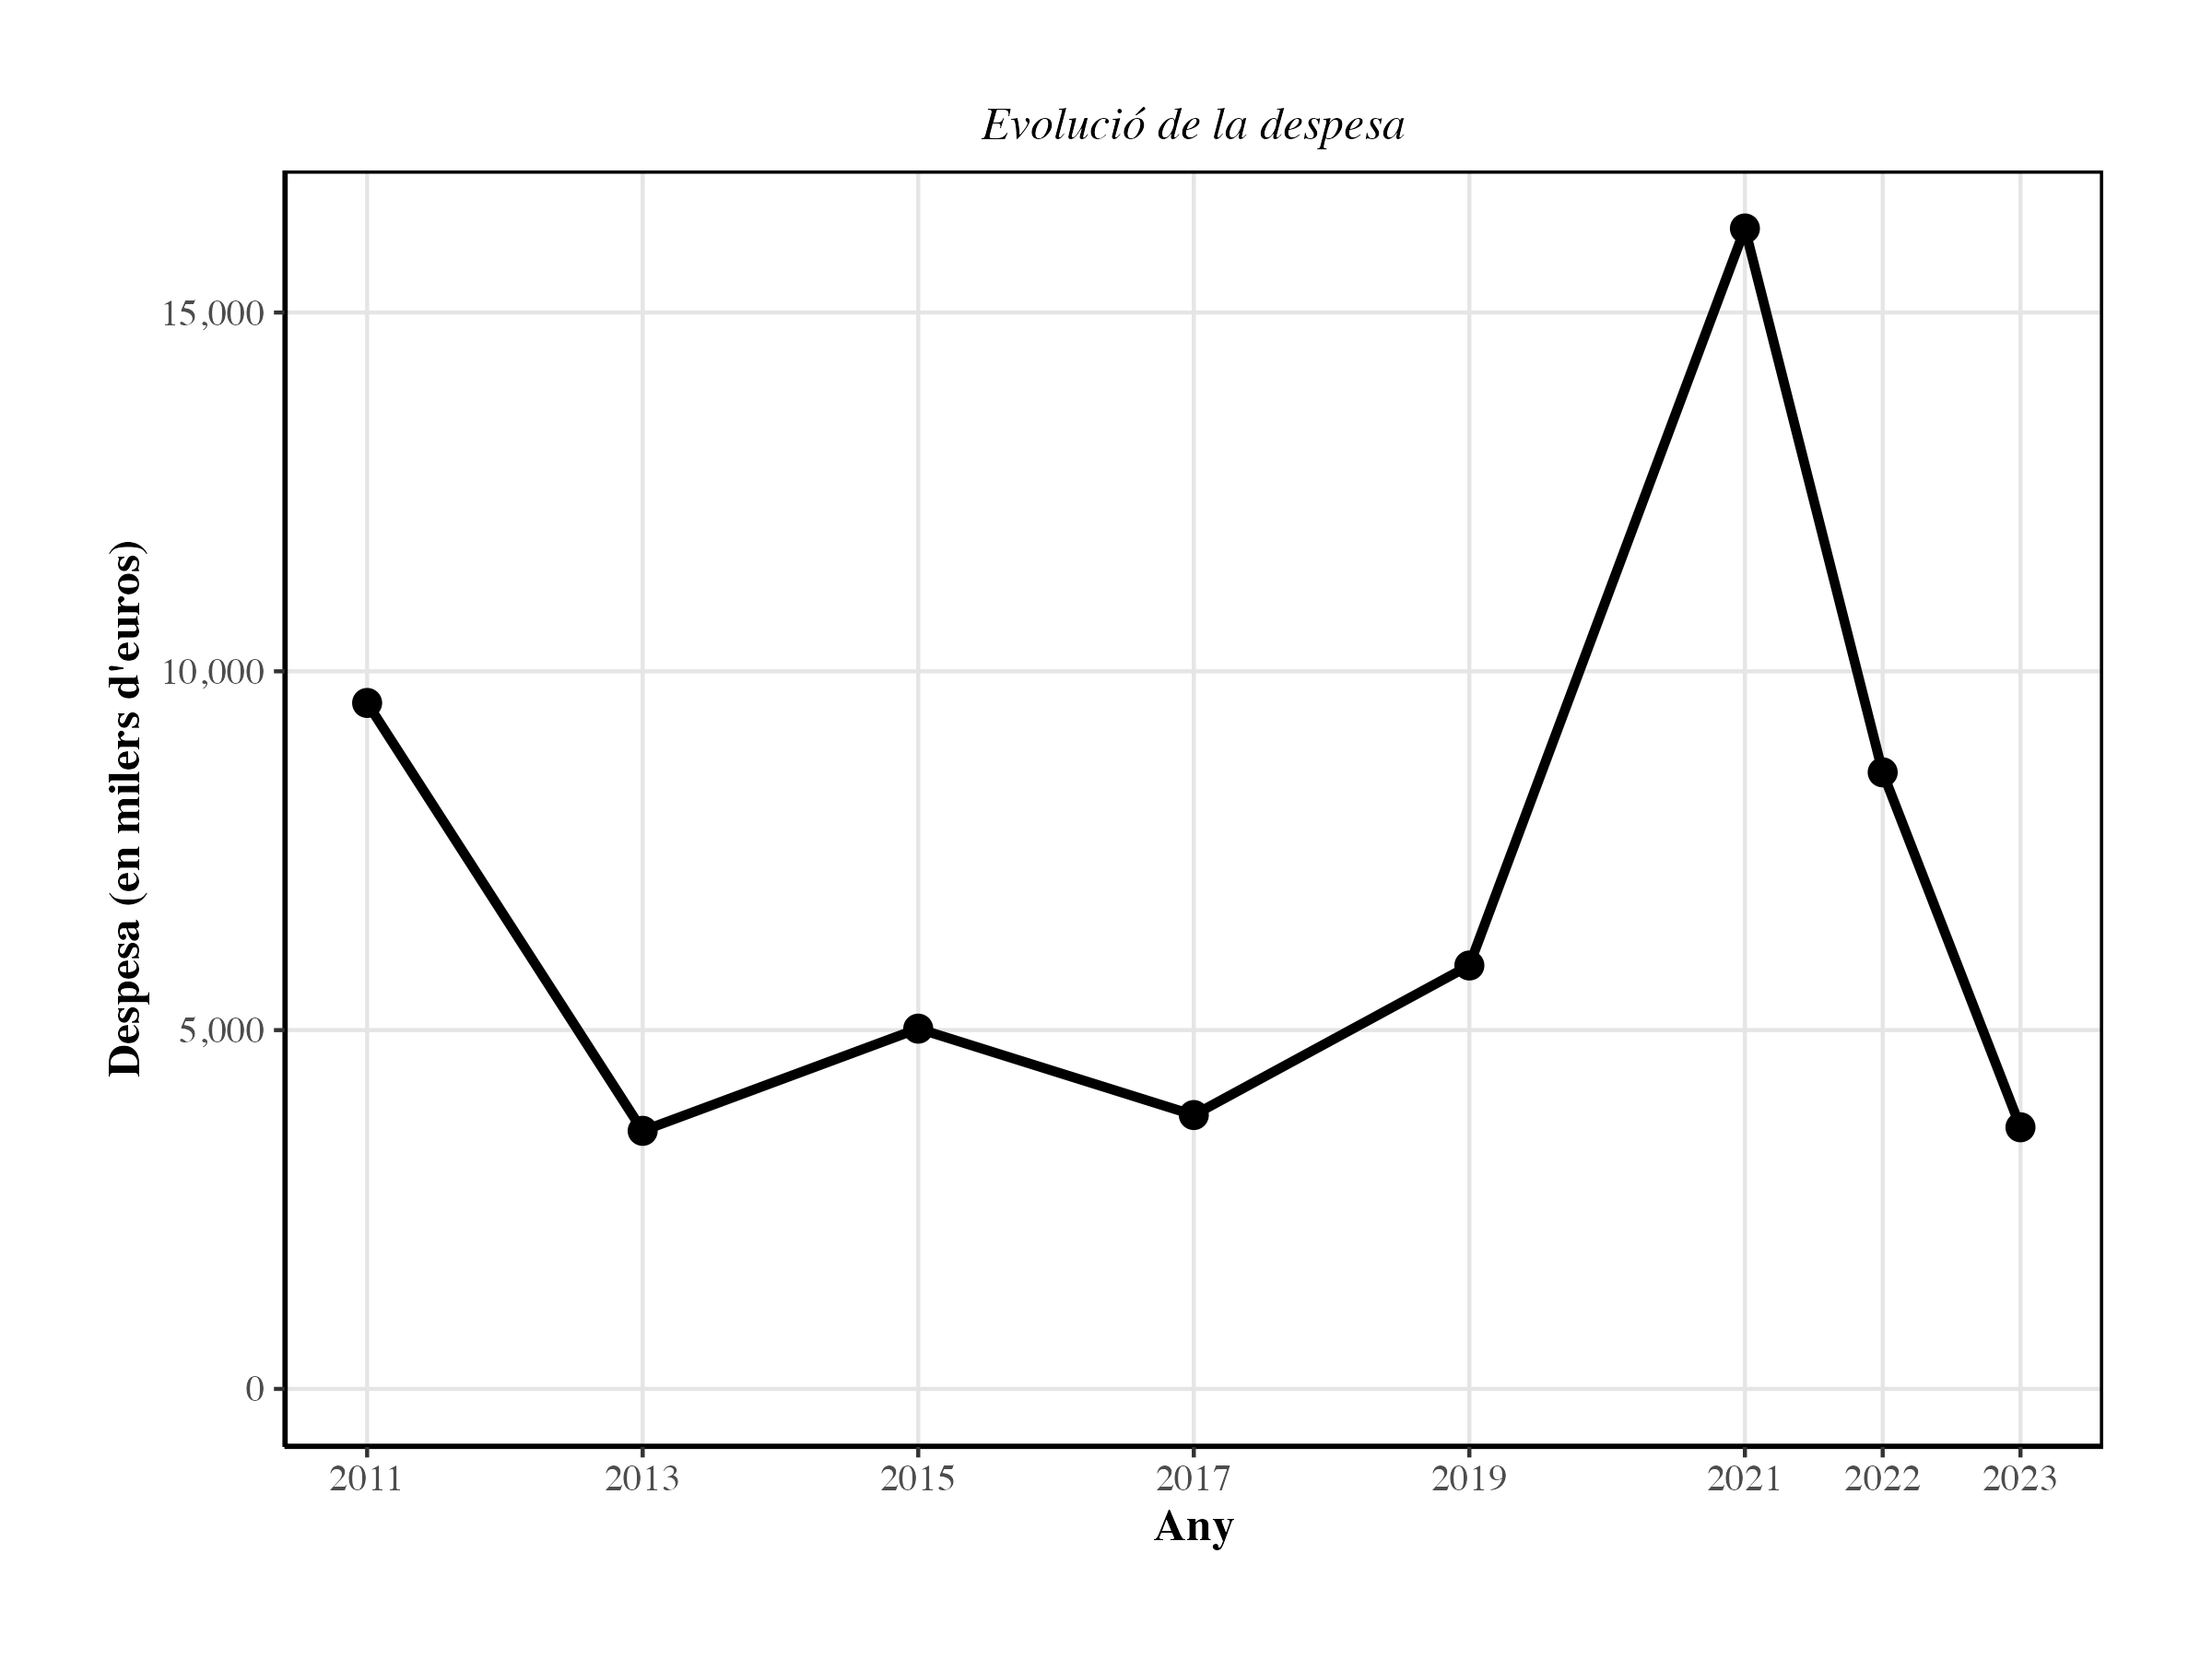 Evolució de la despesa
Despesa (en milers d'euros)
15,000
10,000
5,000
0
2011 2013 2015 2017 2019 2021 2022 2023
Any